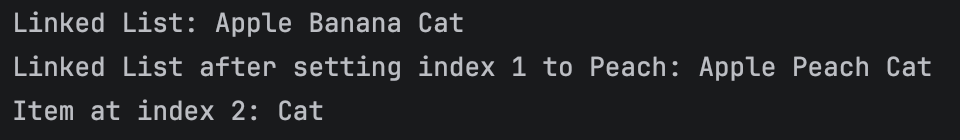 Linked List: Apple Banana Cat
Linked List after setting index 1 to Peach: Apple Peach Cat
Item at index 2: Cat